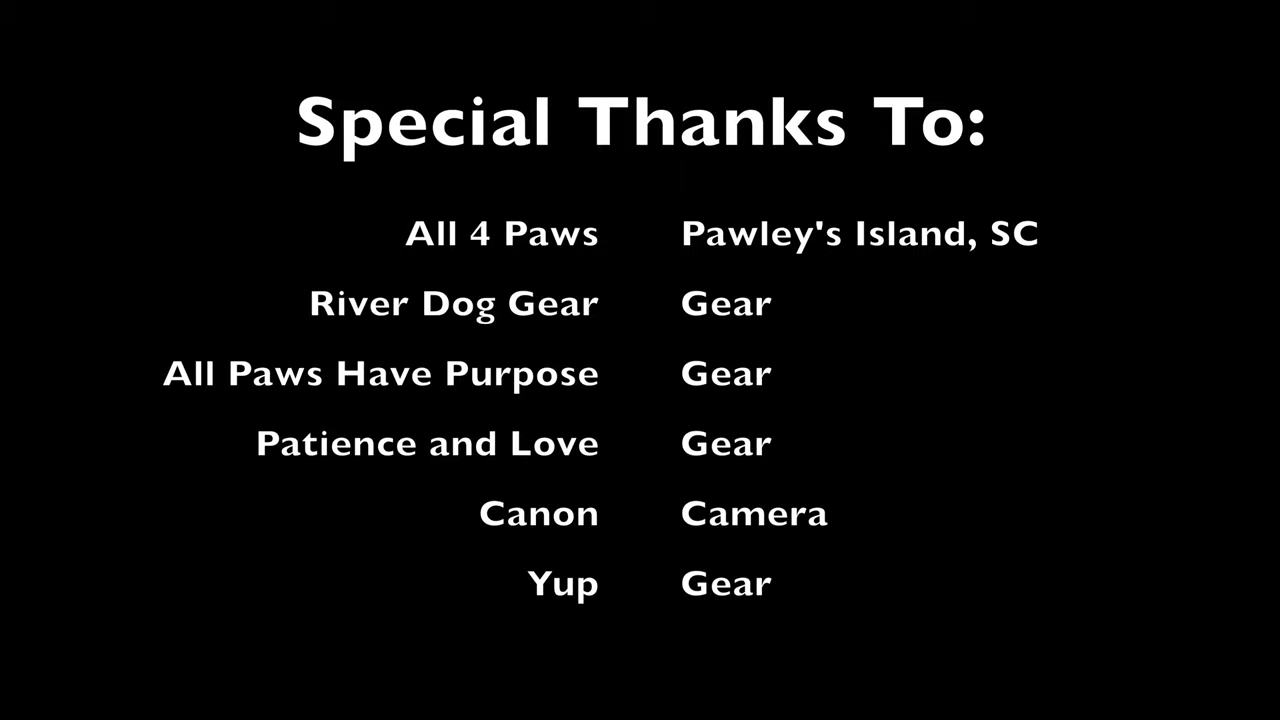 Special Thanks To:
All 4 Paws Pawley's Island, SC
River Dog Gear Gear
All Paws Have Purpose Gear
Patience and Love Gear
Canon Camera
Yup Gear